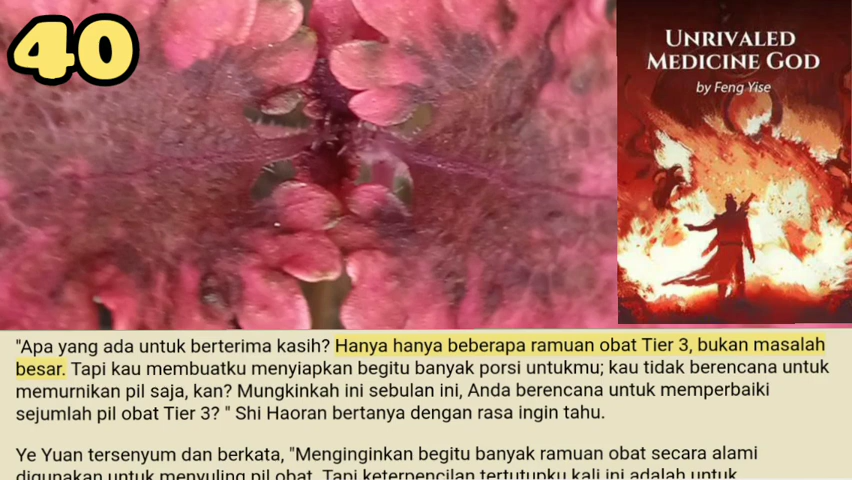 40
UNRIVALED
MEDICINE GOD
by Feng Yise
"Apa yang ada untuk berterima kasih? Hanya hanya beberapa ramuan obat Tier 3, bukan masalah
besar. Tapi kau membuatku menyiapkan begitu banyak porsi untukmu; kau tidak berencana untuk
memurnikan pil saja, kan? Mungkinkah ini sebulan ini, Anda berencana untuk memperbaiki
sejumlah pil obat Tier 3? " Shi Haoran bertanya dengan rasa ingin tahu.
Ye Yuan tersenyum dan berkata, "Menginginkan begitu banyak ramuan obat secara alami
digunakan untuk menyuling pil obat. Tapi keterpencilan tertutupku kali ini adalah untuk